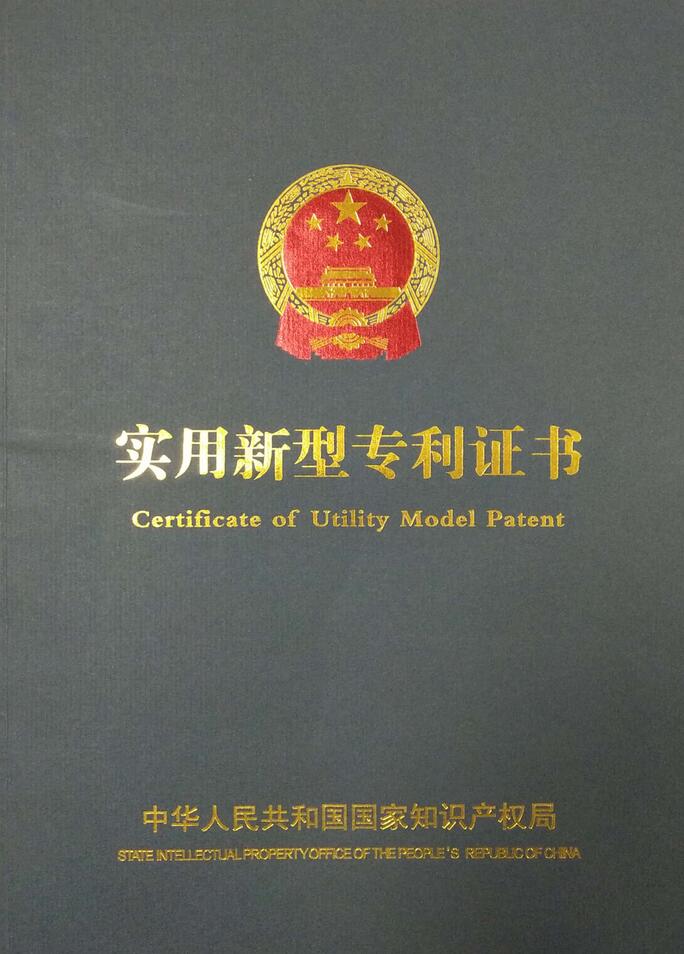 实用新型专利证书
Certificate of Utility Model Patent
中华人民共和国国家知识产权局
STATE INTELLECTUAL PROPERTY OFFICE OF THE PEOPLE'S REPUBLIC OF CHINA